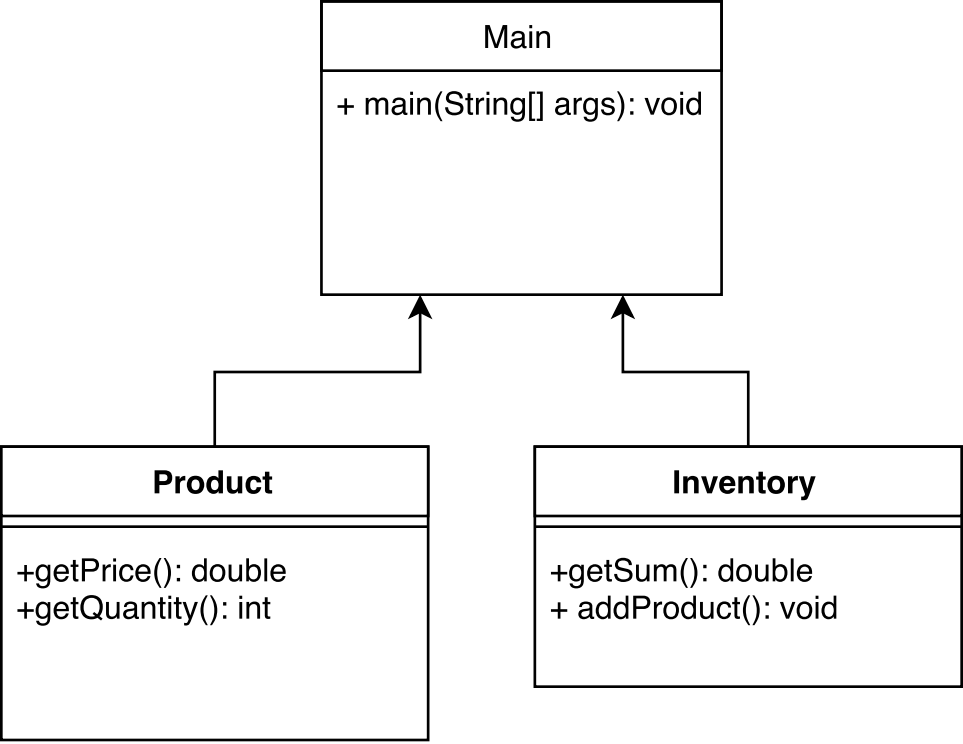 Main
+ main(String[] args): void
Product
+getPrice(): double
+getQuantity(): int
Inventory
+getSum(): double
+ addProduct(): void